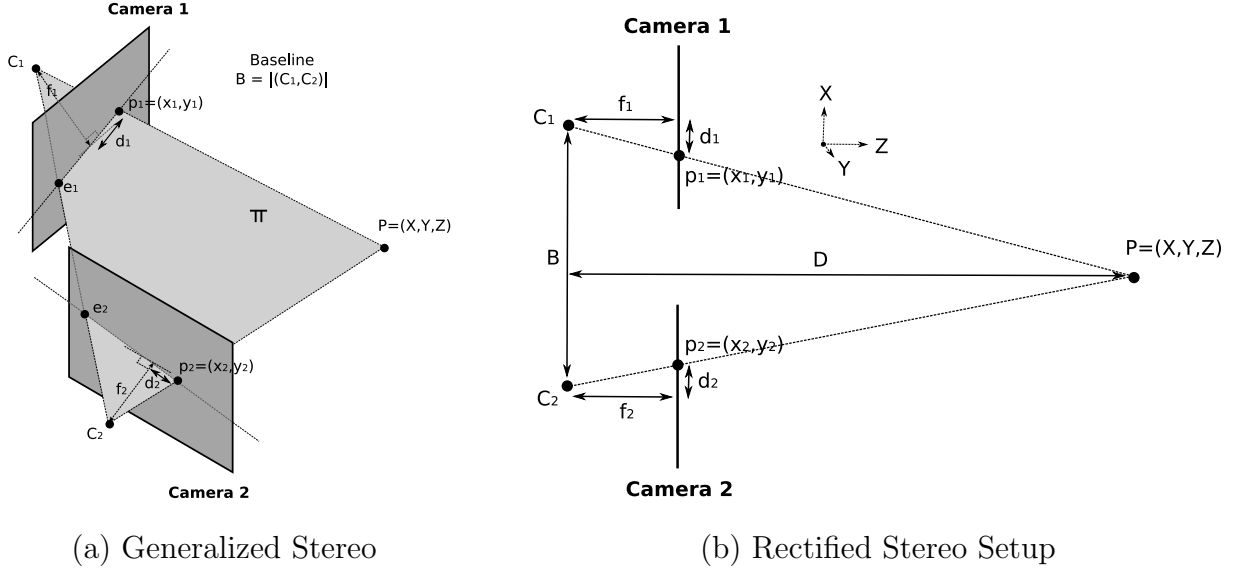 Camera 1
C₁
f₁
Baseline
B = |(C₁,C₂)|
p₁=(x₁,y₁)
d₁
e₁
π
P=(X,Y,Z)
e₂
p₂=(x₂,y₂)
d₂
f₂
C₂
Camera 2
(a) Generalized Stereo
Camera 1
f₁
C₁
d₁
p₁=(x₁,y₁)
X
Z
Y
B
D
P=(X,Y,Z)
p₂=(x₂,y₂)
d₂
C₂
f₂
Camera 2
(b) Rectified Stereo Setup